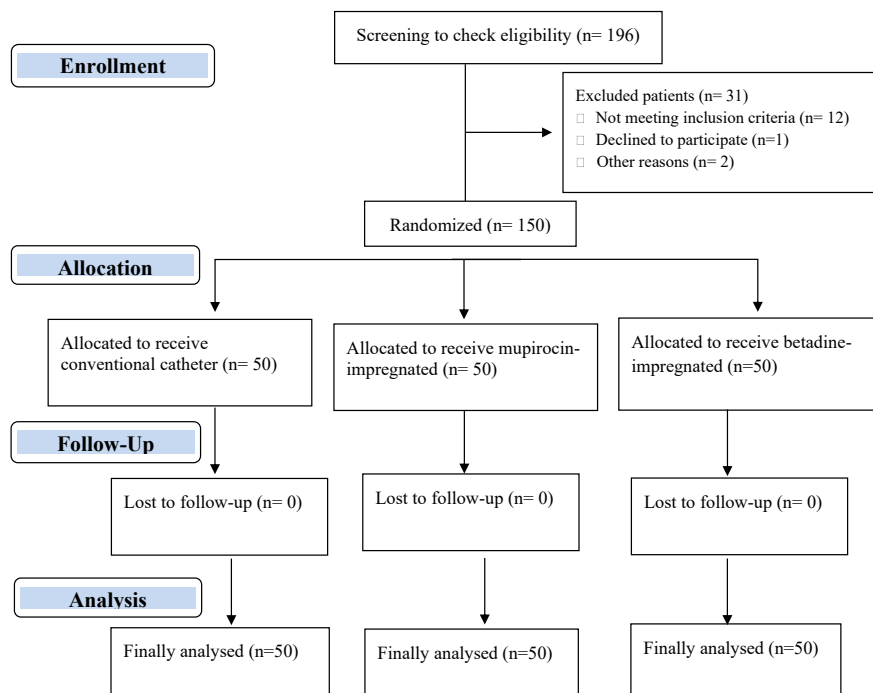 Screening to check eligibility (n= 196)
Enrollment
Excluded patients (n= 31)
Not meeting inclusion criteria (n= 12)
Declined to participate (n=1)
Other reasons (n= 2)
Randomized (n= 150)
Allocation
Allocated to receive
conventional catheter (n= 50)
Allocated to receive mupirocin-
impregnated (n= 50)
Allocated to receive betadine-
impregnated (n=50)
Follow-Up
Lost to follow-up (n= 0)
Lost to follow-up (n= 0)
Lost to follow-up (n= 0)
Analysis
Finally analysed (n=50)
Finally analysed (n=50)
Finally analysed (n=50)